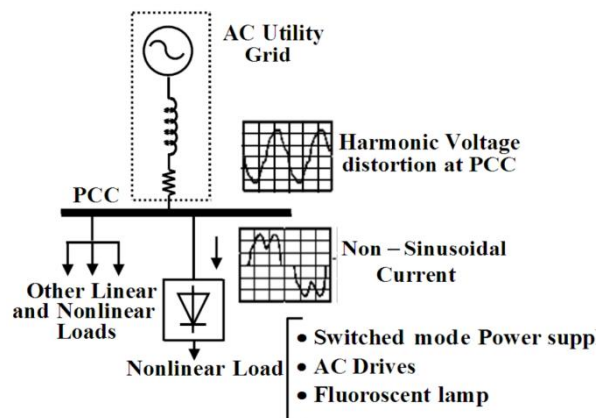 AC Utility
Grid
Harmonic Voltage
distortion at PCC
PCC
Non – Sinusoidal
Current
Other Linear
and Nonlinear
Loads
Nonlinear Load
• Switched mode Power supp
• AC Drives
• Fluoroscent lamp